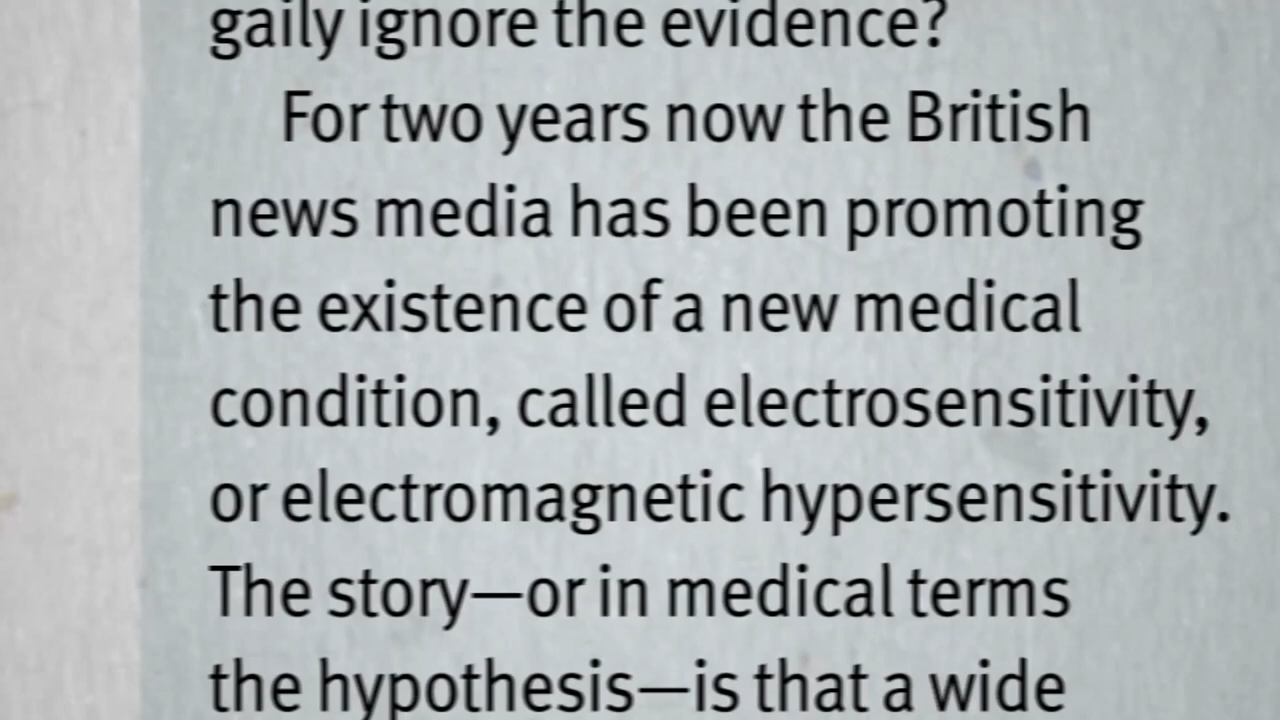 gaily ignore the evidence?
For two years now the British
news media has been promoting
the existence of a new medical
condition, called electrosensitivity,
or electromagnetic hypersensitivity.
The story—or in medical terms
the hypothesis—is that a wide